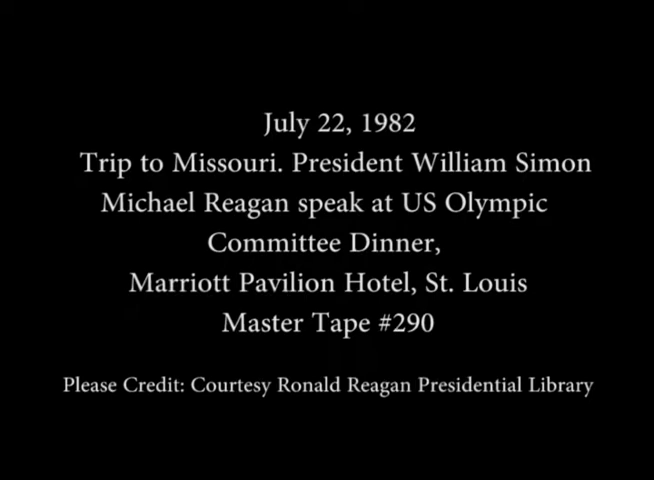 July 22, 1982
Trip to Missouri. President William Simon
Michael Reagan speak at US Olympic
Committee Dinner,
Marriott Pavilion Hotel, St. Louis
Master Tape #290
Please Credit: Courtesy Ronald Reagan Presidential Library